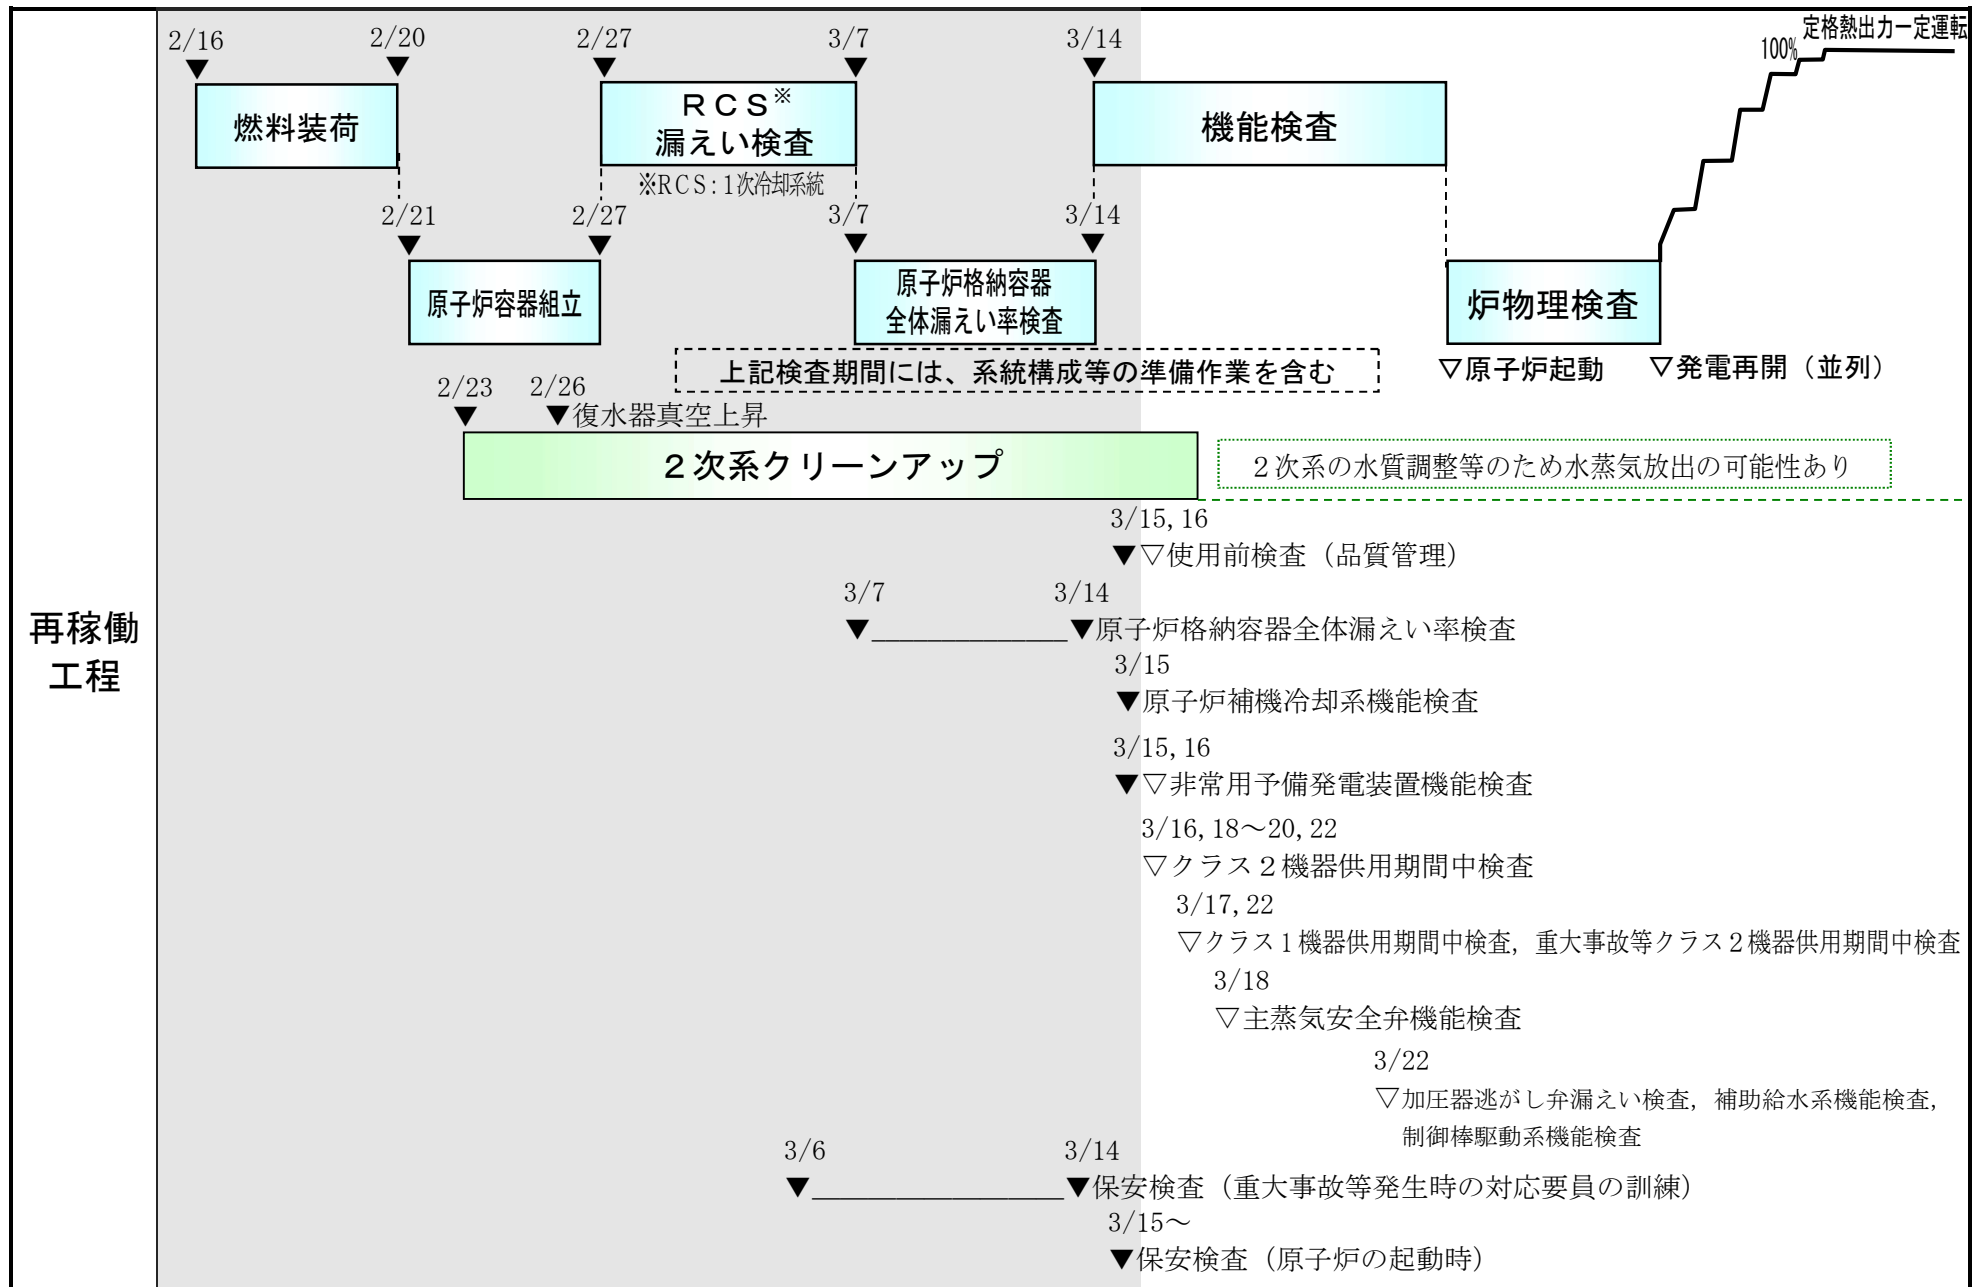 再稼働
工程
2/16
2/20
2/27
3/7
3/14
定格熱出力一定運転
100%
燃料装荷
ＲＣＳ※
漏えい検査
機能検査
※RCS:1次冷却系統
2/21
2/27
3/7
3/14
原子炉容器組立
原子炉格納容器
全体漏えい率検査
炉物理検査
上記検査期間には、系統構成等の準備作業を含む
▽原子炉起動
▽発電再開（並列）
2/23
2/26
▼復水器真空上昇
２次系クリーンアップ
２次系の水質調整等のため水蒸気放出の可能性あり
3/15,16
▼▽使用前検査（品質管理）
3/7
3/14
▼原子炉格納容器全体漏えい率検査
3/15
▼原子炉補機冷却系機能検査
3/15,16
▼▽非常用予備発電装置機能検査
3/16,18～20,22
▽クラス２機器供用期間中検査
3/17,22
▽クラス１機器供用期間中検査，重大事故等クラス２機器供用期間中検査
3/18
▽主蒸気安全弁機能検査
3/22
▽加圧器逃がし弁漏えい検査，補助給水系機能検査，
制御棒駆動系機能検査
3/6
3/14
▼保安検査（重大事故等発生時の対応要員の訓練）
3/15～
▼保安検査（原子炉の起動時）